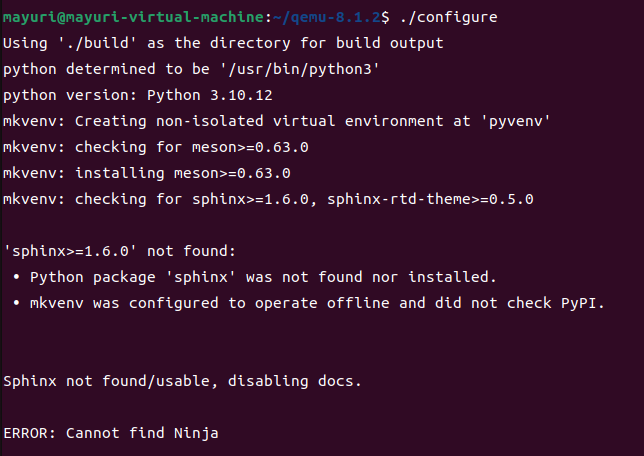 mayuri@mayuri-virtual-machine:~/qemu-8.1.2$ ./configure
Using './build' as the directory for build output
python determined to be '/usr/bin/python3'
python version: Python 3.10.12
mkvenv: Creating non-isolated virtual environment at 'pyvenv'
mkvenv: checking for meson>=0.63.0
mkvenv: installing meson>=0.63.0
mkvenv: checking for sphinx>=1.6.0, sphinx-rtd-theme>=0.5.0
'sphinx>=1.6.0' not found:
• Python package 'sphinx' was not found nor installed.
• mkvenv was configured to operate offline and did not check PyPI.
Sphinx not found/usable, disabling docs.
ERROR: Cannot find Ninja